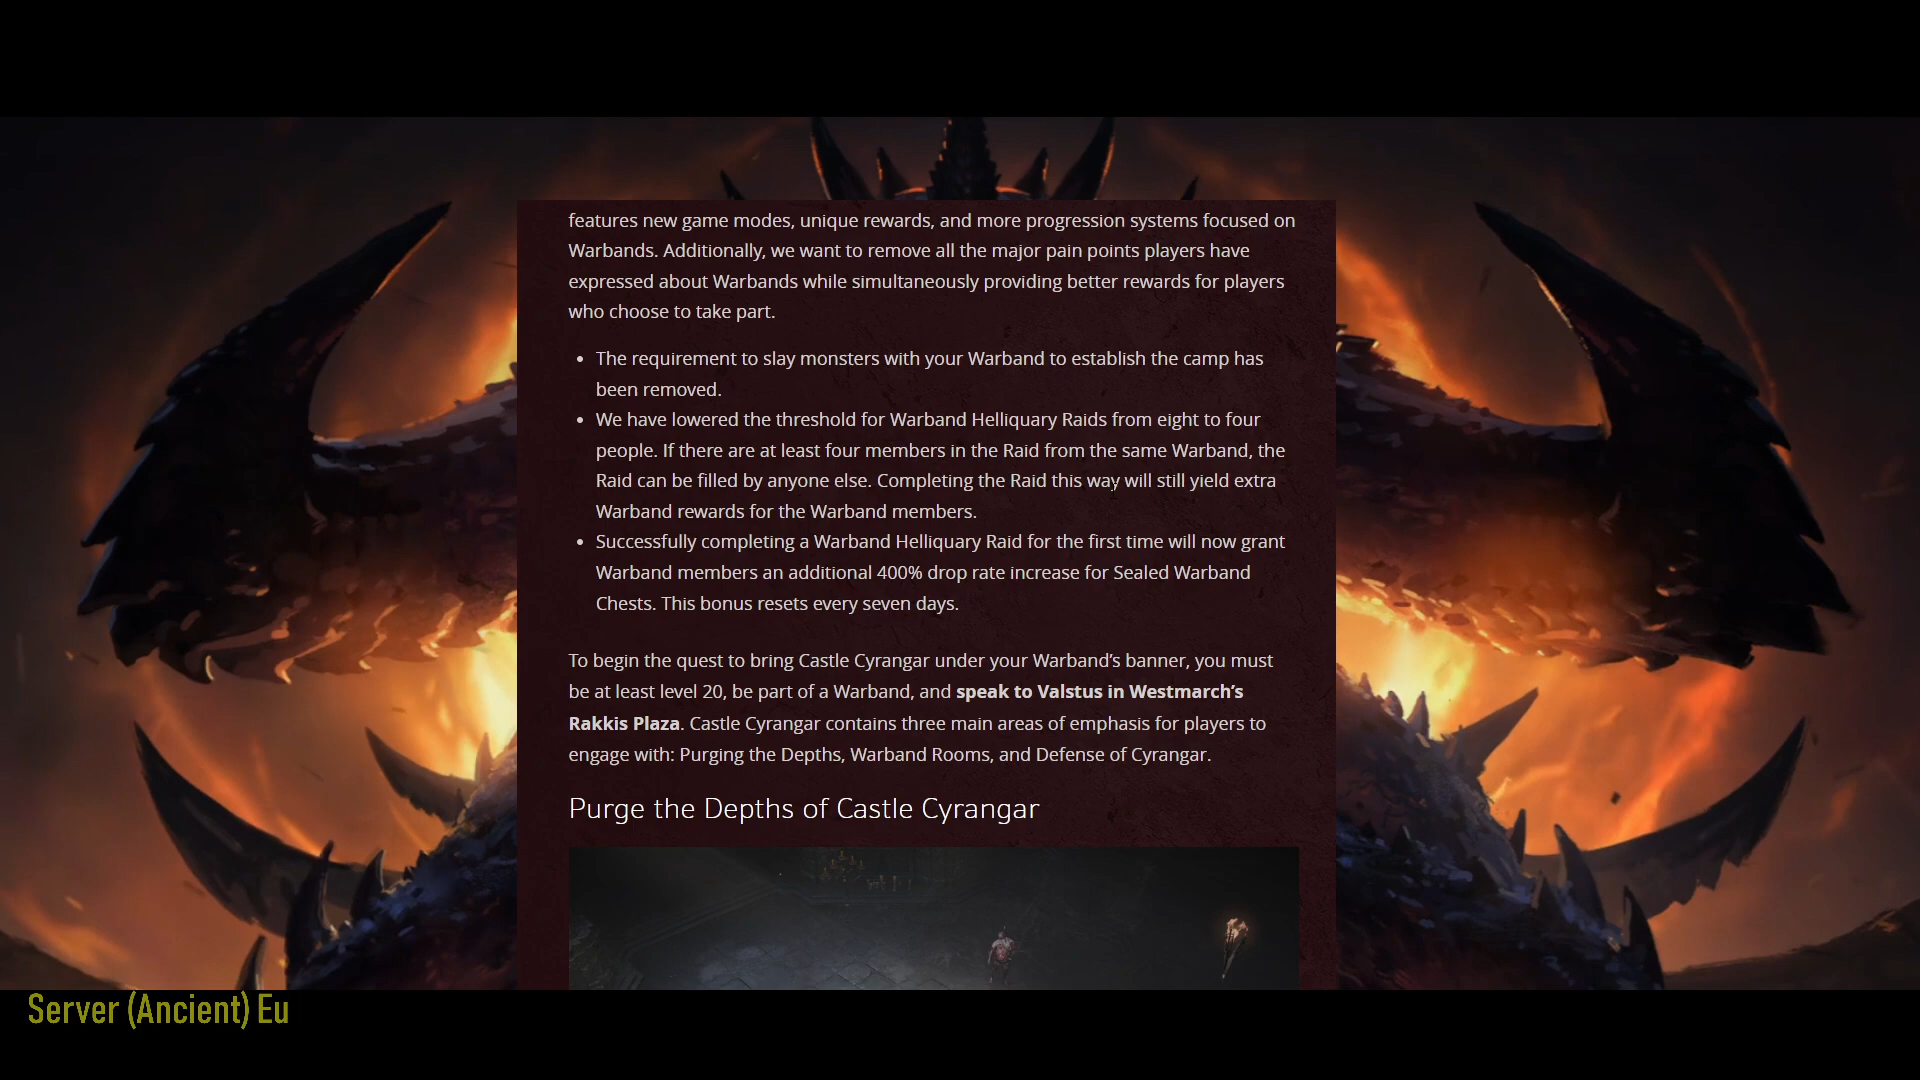 features new game modes, unique rewards, and more progression systems focused on
Warbands. Additionally, we want to remove all the major pain points players have
expressed about Warbands while simultaneously providing better rewards for players
who choose to take part.
• The requirement to slay monsters with your Warband to establish the camp has
been removed.
• We have lowered the threshold for Warband Helliquary Raids from eight to four
people. If there are at least four members in the Raid from the same Warband, the
Raid can be filled by anyone else. Completing the Raid this way will still yield extra
Warband rewards for the Warband members.
• Successfully completing a Warband Helliquary Raid for the first time will now grant
Warband members an additional 400% drop rate increase for Sealed Warband
Chests. This bonus resets every seven days.
To begin the quest to bring Castle Cyrangar under your Warband’s banner, you must
be at least level 20, be part of a Warband, and speak to Valstus in Westmarch’s
Rakkis Plaza. Castle Cyrangar contains three main areas of emphasis for players to
engage with: Purging the Depths, Warband Rooms, and Defense of Cyrangar.
Purge the Depths of Castle Cyrangar
Server (Ancient) Eu